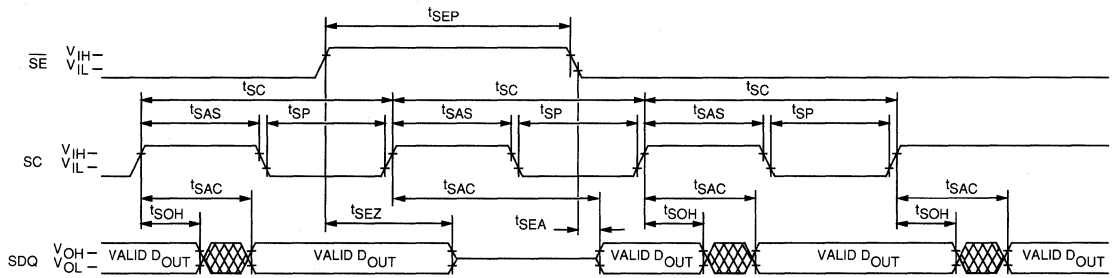 tSEP
SE VIH
VIL
tSC tSC tSC
tSAS tSP tSAS tSP tSAS tSP
SC VIH
VIL
tSAC tSAC tSAC tSAC
tSOH tSEZ tSEA tSOH tSOH
SDQ VOH
VOL
VALID DOUT VALID DOUT VALID DOUT VALID DOUT VALID DOUT